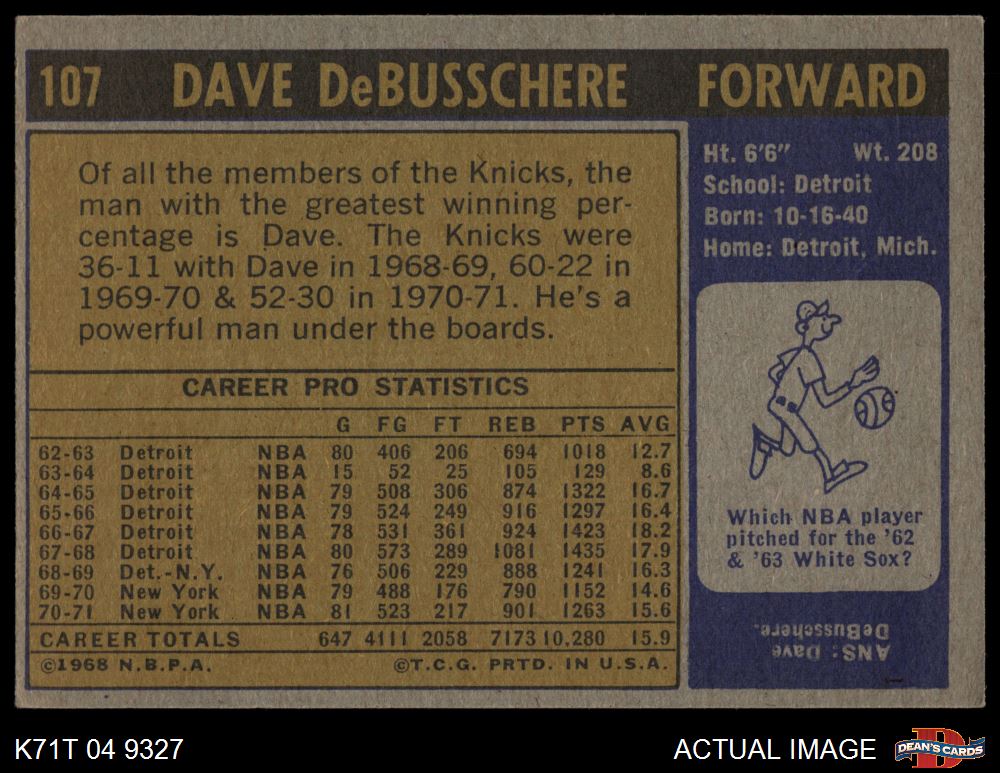 107 DAVE DeBUSSCHERE FORWARD
Of all the members of the Knicks, the
man with the greatest winning per-
centage is Dave. The Knicks were
36-11 with Dave in 1968-69, 60-22 in
1969-70 & 52-30 in 1970-71. He's a
powerful man under the boards.
CAREER PRO STATISTICS
G FG FT REB PTS AVG
62-63 Detroit NBA 80 406 206 694 1018 12.7
63-64 Detroit NBA 15 52 25 105 129 8.6
64-65 Detroit NBA 79 508 306 874 1322 16.7
65-66 Detroit NBA 79 524 249 916 1297 16.4
66-67 Detroit NBA 78 531 361 924 1423 18.2
67-68 Detroit NBA 80 573 289 1081 1435 17.9
68-69 Det.-N.Y. NBA 76 506 229 888 1241 16.3
69-70 New York NBA 79 488 176 790 1152 14.6
70-71 New York NBA 81 523 217 901 1263 15.6
CAREER TOTALS 647 4111 2058 7173 10,280 15.9
©1968 N.B.P.A. ©T.C.G. PRTD. IN U.S.A.
Ht. 6'6" Wt. 208
School: Detroit
Born: 10-16-40
Home: Detroit, Mich.
Which NBA player
pitched for the '62
& '63 White Sox?
ANS: Dave
DeBusschere.
K71T 04 9327 ACTUAL IMAGE
DEAN'S CARDS